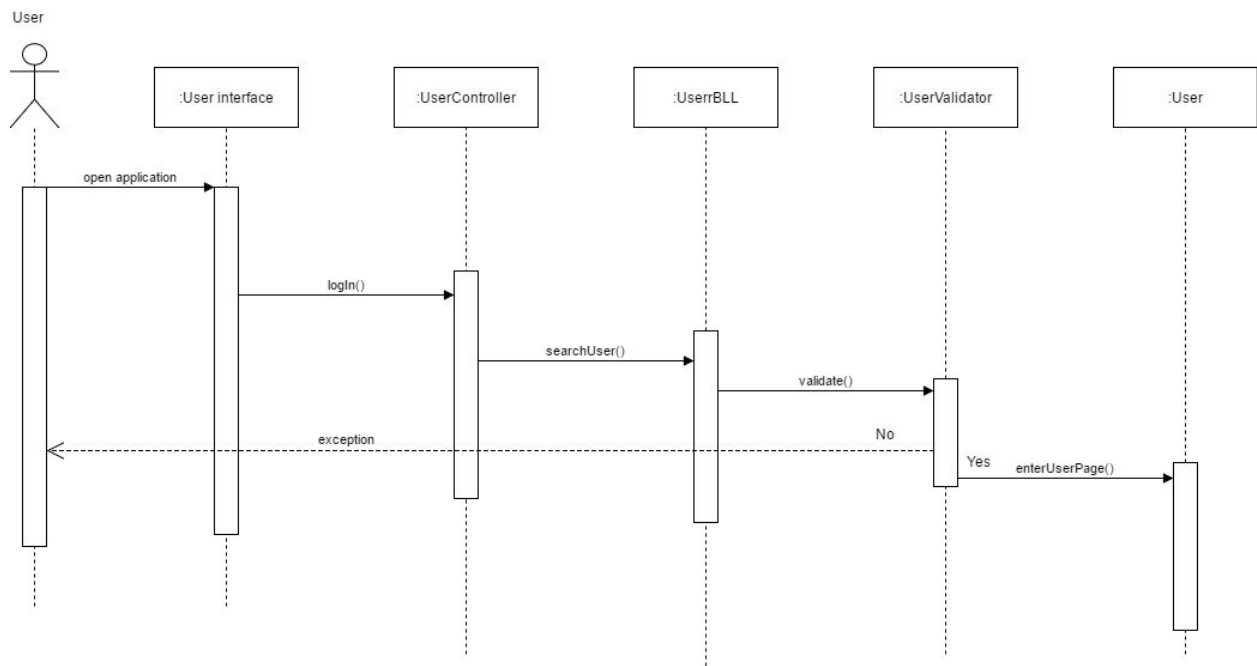 User
:User interface
:UserController
:UserrBLL
:UserValidator
:User
open application
logIn()
searchUser()
validate()
exception
No
Yes
enterUserPage()